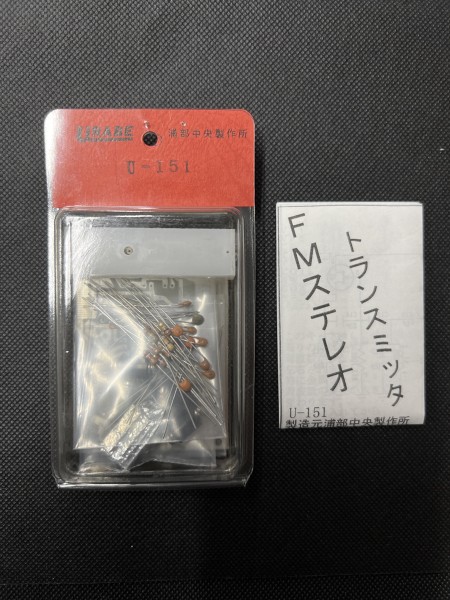 URABE
浦部中央製作所
U-151
FMステレオ
トランスミッタ
U-151
製造元浦部中央製作所